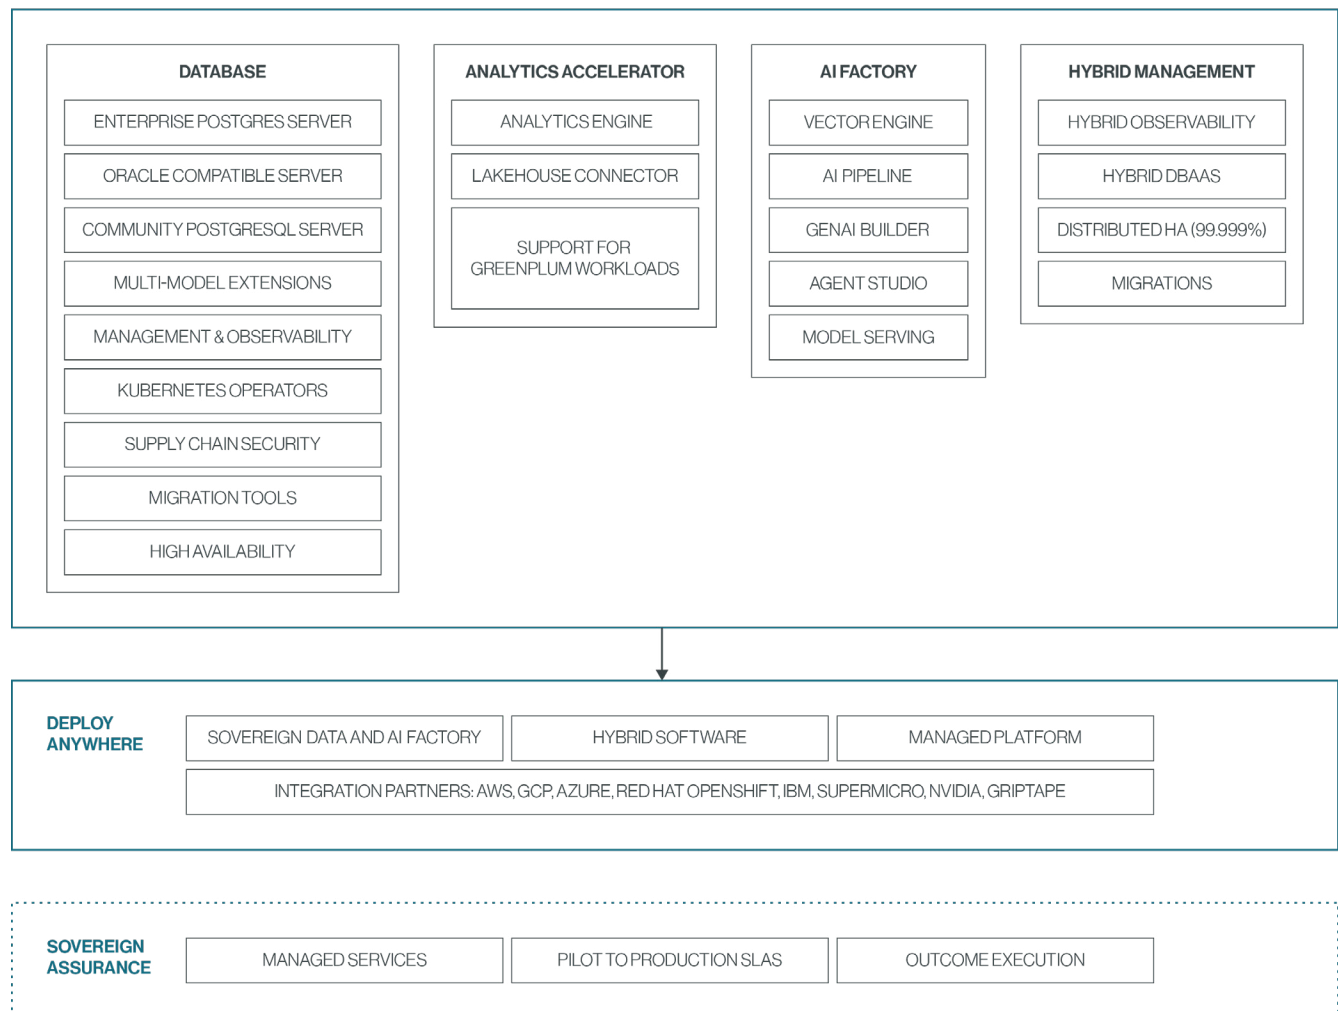 DATABASE
ENTERPRISE POSTGRES SERVER
ORACLE COMPATIBLE SERVER
COMMUNITY POSTGRESQL SERVER
MULTI-MODEL EXTENSIONS
MANAGEMENT & OBSERVABILITY
KUBERNETES OPERATORS
SUPPLY CHAIN SECURITY
MIGRATION TOOLS
HIGH AVAILABILITY
ANALYTICS ACCELERATOR
ANALYTICS ENGINE
LAKEHOUSE CONNECTOR
SUPPORT FOR
GREENPLUM WORKLOADS
AI FACTORY
VECTOR ENGINE
AI PIPELINE
GENAI BUILDER
AGENT STUDIO
MODEL SERVING
HYBRID MANAGEMENT
HYBRID OBSERVABILITY
HYBRID DBAAS
DISTRIBUTED HA (99.999%)
MIGRATIONS
DEPLOY
ANYWHERE
SOVEREIGN DATA AND AI FACTORY
HYBRID SOFTWARE
MANAGED PLATFORM
INTEGRATION PARTNERS: AWS, GCP, AZURE, RED HAT OPENSHIFT, IBM, SUPERMICRO, NVIDIA, GRIPTAPE
SOVEREIGN
ASSURANCE
MANAGED SERVICES
PILOT TO PRODUCTION SLAS
OUTCOME EXECUTION